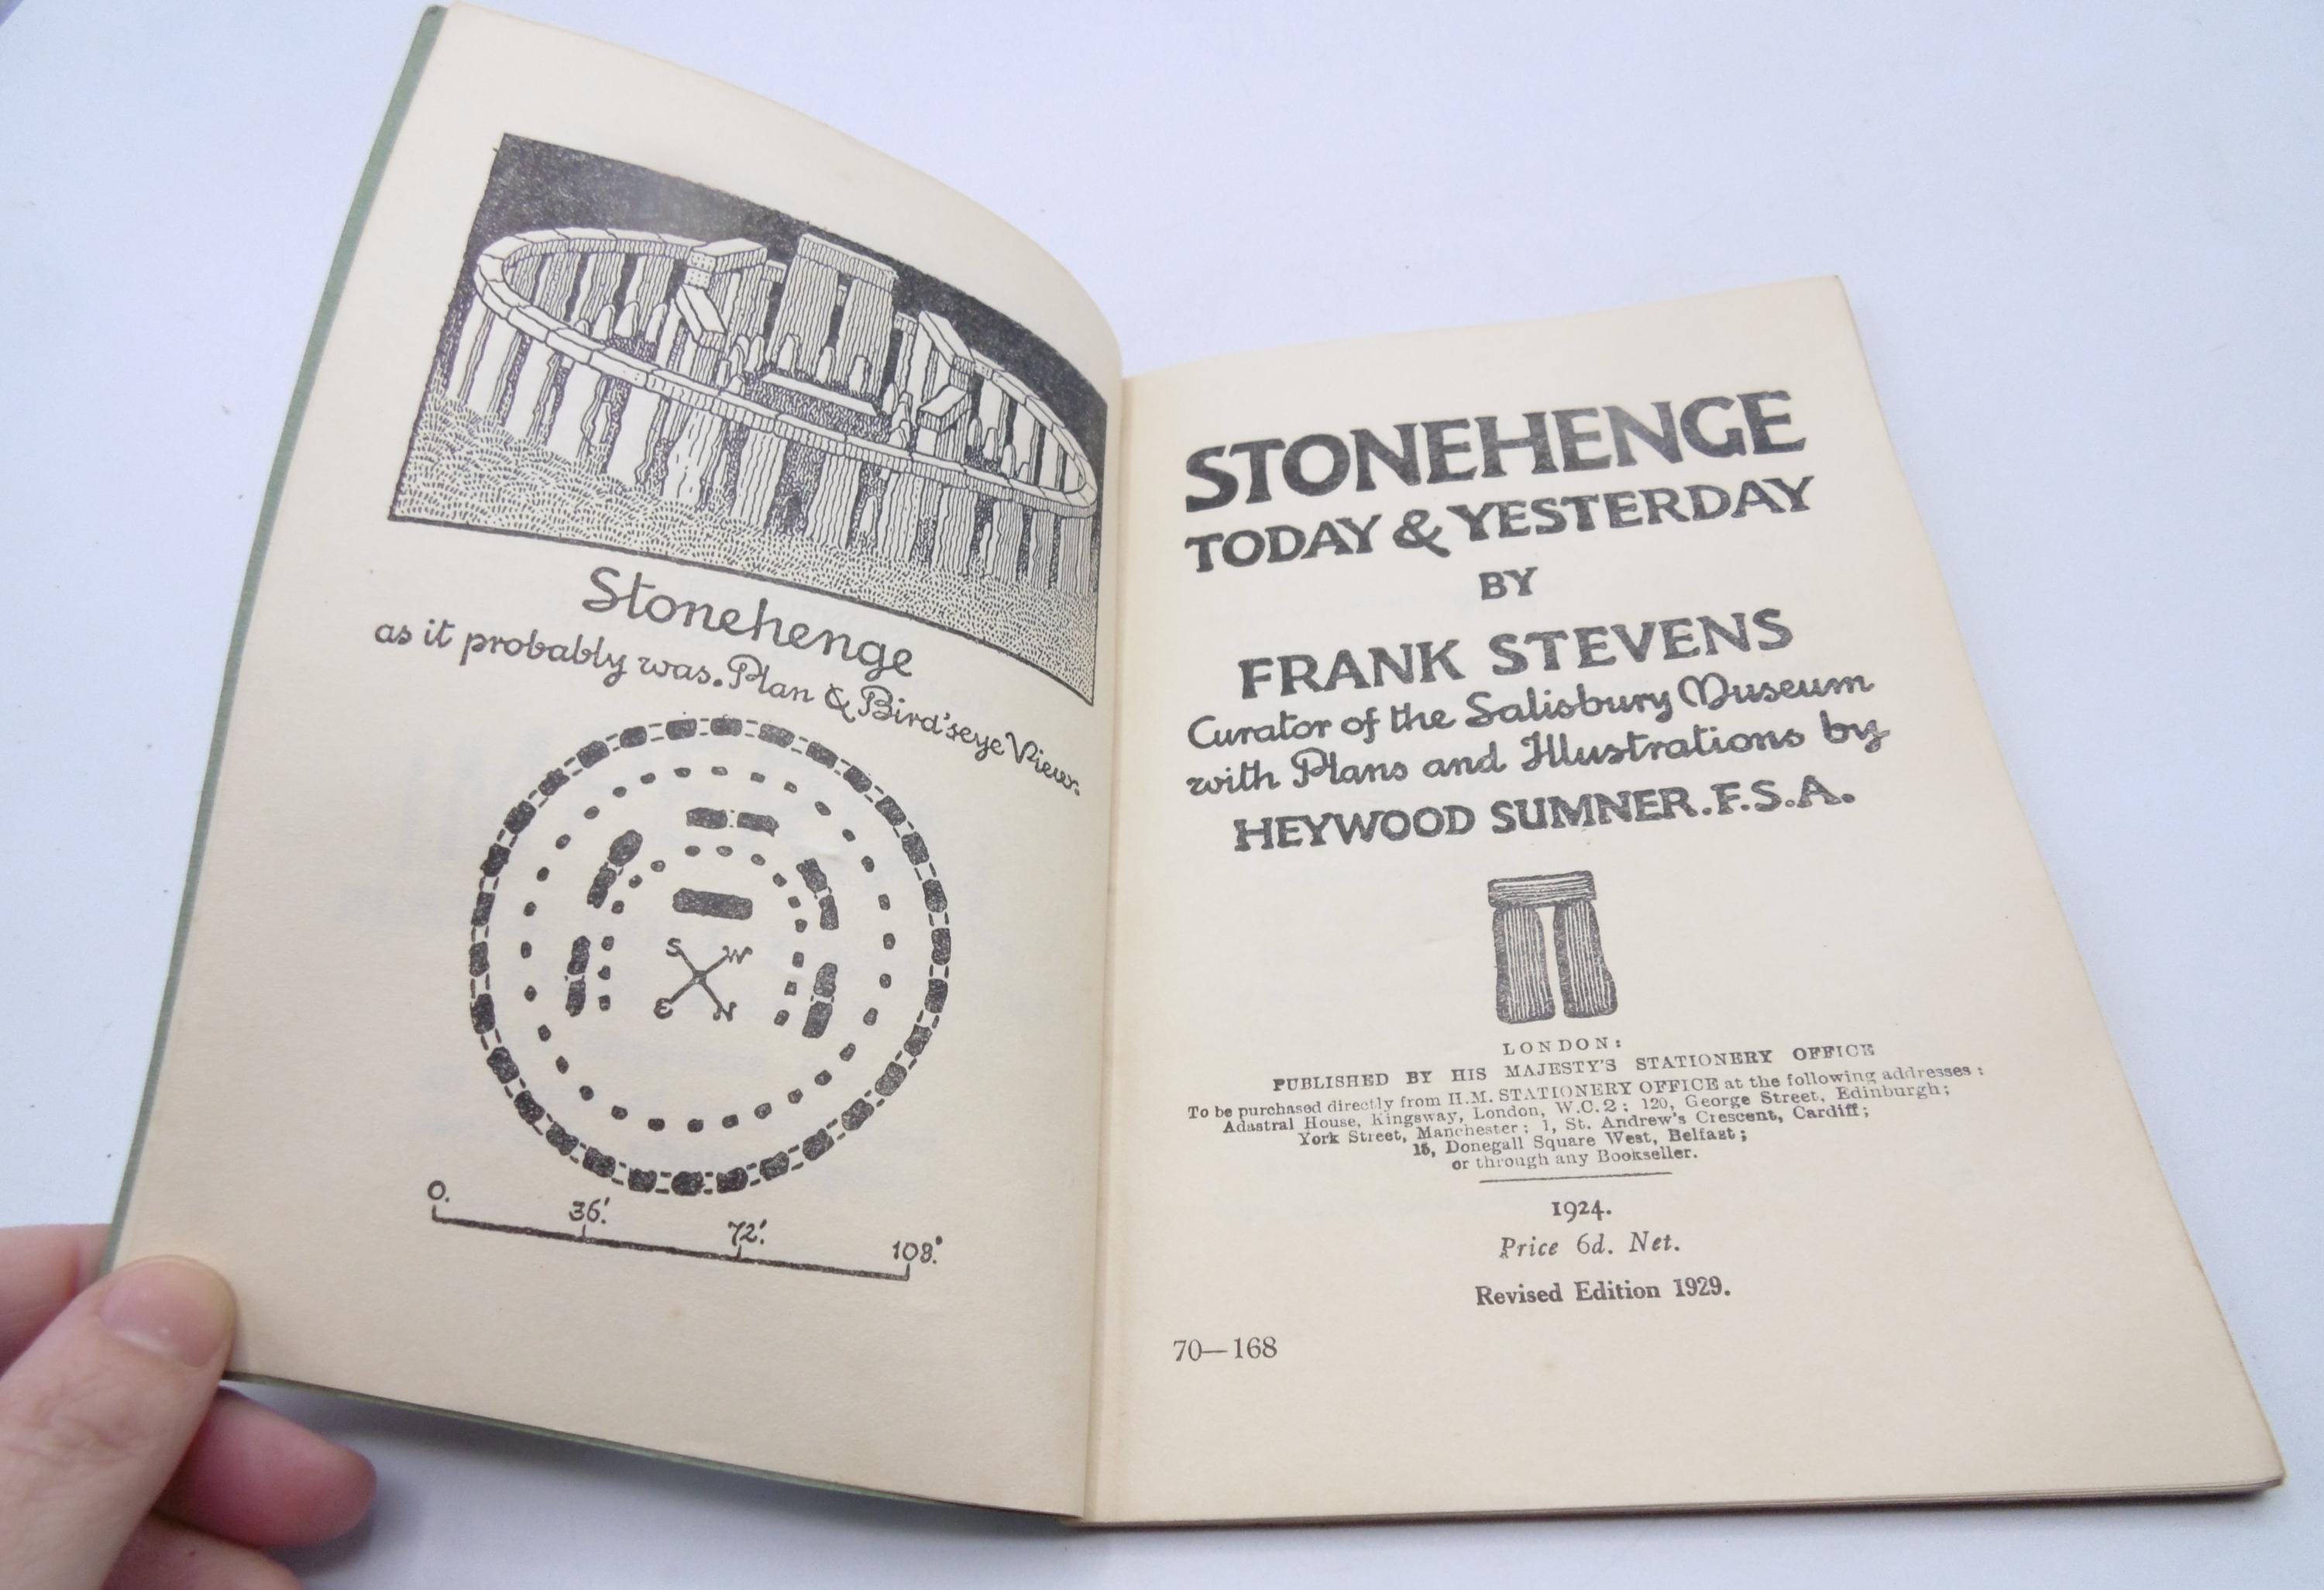 Stonehenge
as it probably was. Plan & Bird's eye View.
S W
E N
0. 36'. 72'. 108'.
STONEHENGE
TODAY & YESTERDAY
BY
FRANK STEVENS
Curator of the Salisbury Museum
with Plans and Illustrations by
HEYWOOD SUMNER. F.S.A.
LONDON:
PUBLISHED BY HIS MAJESTY'S STATIONERY OFFICE
To be purchased directly from H.M. STATIONERY OFFICE at the following addresses:
Adastral House, Kingsway, London, W.C.2; 120, George Street, Edinburgh;
York Street, Manchester; 1, St. Andrew's Crescent, Cardiff;
15, Donegall Square West, Belfast;
or through any Bookseller.
1924.
Price 6d. Net.
Revised Edition 1929.
70—168